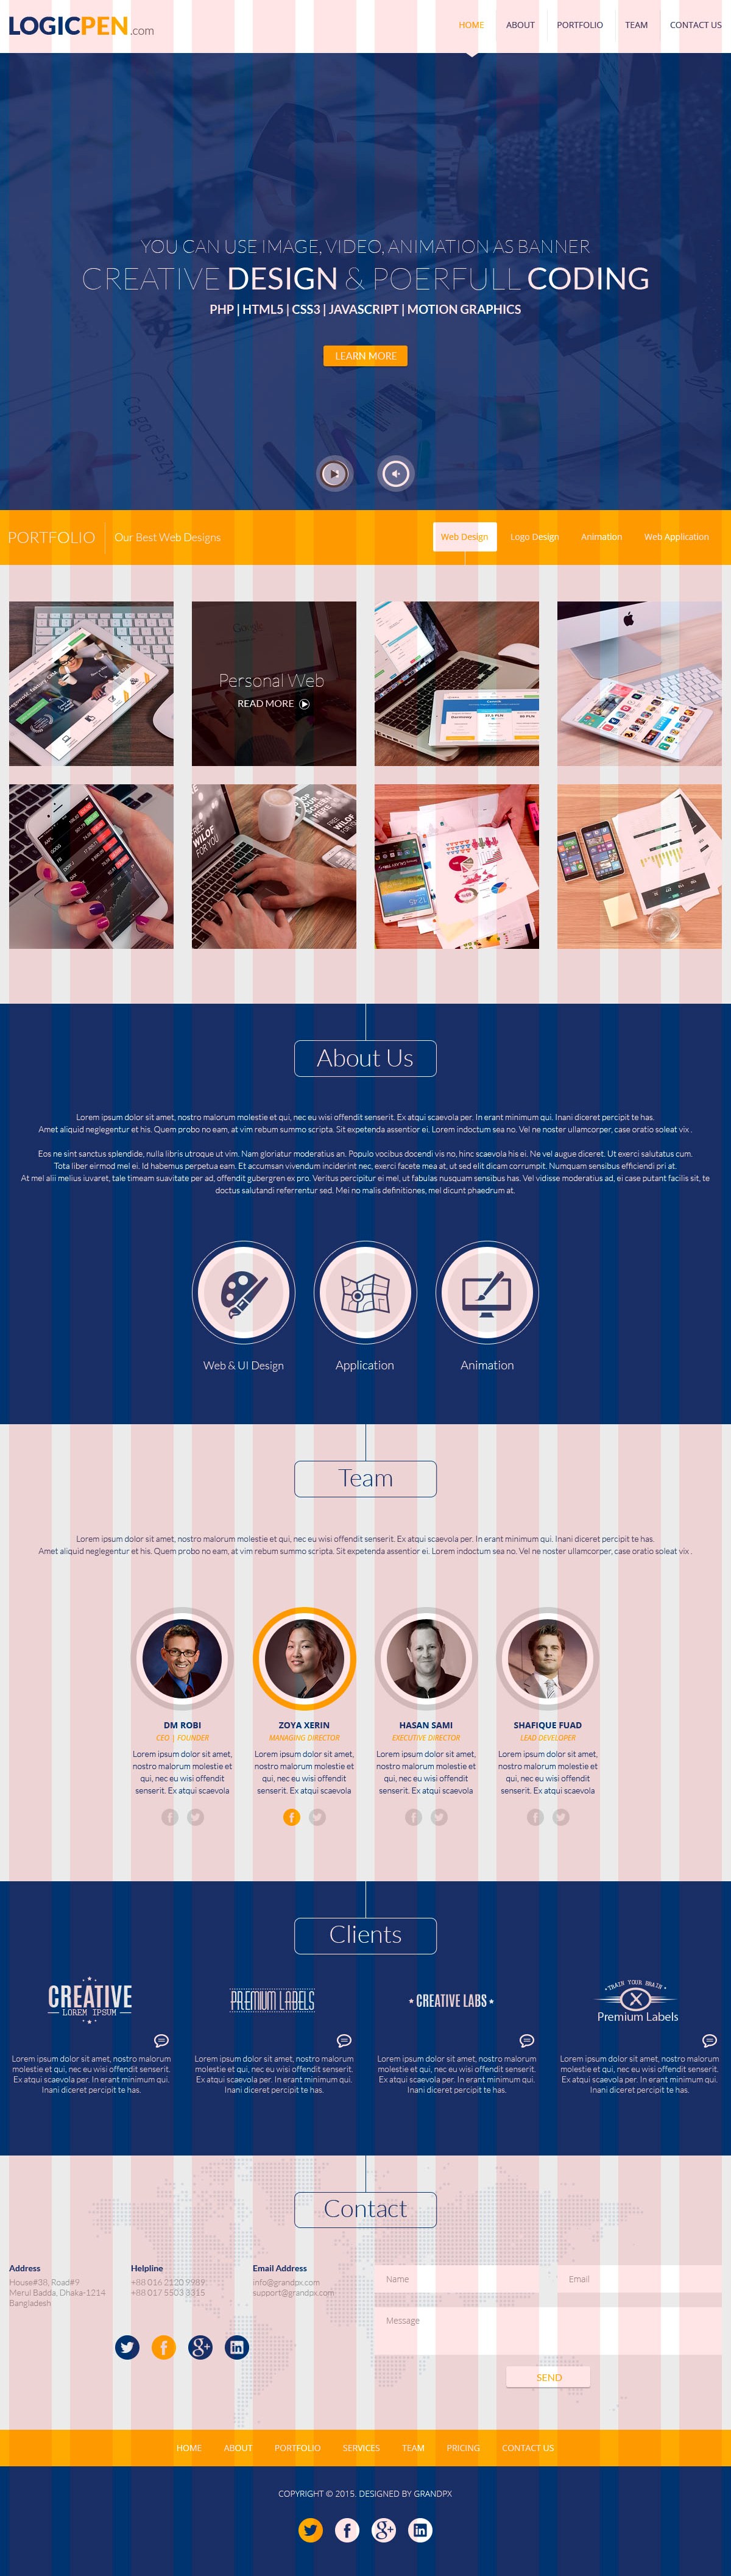 LOGICPEN.com
HOME ABOUT PORTFOLIO TEAM CONTACT US
YOU CAN USE IMAGE, VIDEO, ANIMATION AS BANNER
CREATIVE DESIGN & POERFULL CODING
PHP | HTML5 | CSS3 | JAVASCRIPT | MOTION GRAPHICS
LEARN MORE
PORTFOLIO Our Best Web Designs
Web Design Logo Design Animation Web Application
Personal Web
READ MORE
About Us
Lorem ipsum dolor sit amet, nostro malorum molestie et qui, nec eu wisi offendit senserit. Ex atqui scaevola per. In erant minimum qui. Inani diceret percipit te has.
Amet aliquid neglegentur et his. Quem probo no eam, at vim rebum summo scripta. Sit expetenda assentior ei. Lorem indoctum sea no. Vel ne noster ullamcorper, case oratio soleat vix .
Eos ne sint sanctus splendide, nulla libris utroque ut vim. Nam gloriatur moderatius an. Populo vocibus docendi vis no, hinc scaevola his ei. Ne vel augue diceret. Ut exerci salutatus cum.
Tota liber eirmod mel ei. Id habemus perpetua eam. Et accumsan vivendum inciderint nec, exerci facete mea at, ut sed elit dicam corrumpit. Numquam sensibus efficiendi pri at.
At mel alii melius iuvaret, tale timeam suavitate per ad, offendit gubergren ex pro. Veritus percipitur ei mel, ut fabulas nusquam sensibus has. Vel vidisse moderatius ad, ei case putant facilis sit, te
doctus salutandi referrentur sed. Mei no malis definitiones, mel dicunt phaedrum at.
Web & UI Design Application Animation
Team
Lorem ipsum dolor sit amet, nostro malorum molestie et qui, nec eu wisi offendit senserit. Ex atqui scaevola per. In erant minimum qui. Inani diceret percipit te has.
Amet aliquid neglegentur et his. Quem probo no eam, at vim rebum summo scripta. Sit expetenda assentior ei. Lorem indoctum sea no. Vel ne noster ullamcorper, case oratio soleat vix .
DM ROBI
CEO | FOUNDER
Lorem ipsum dolor sit amet,
nostro malorum molestie et
qui, nec eu wisi offendit
senserit. Ex atqui scaevola
ZOYA XERIN
MANAGING DIRECTOR
Lorem ipsum dolor sit amet,
nostro malorum molestie et
qui, nec eu wisi offendit
senserit. Ex atqui scaevola
HASAN SAMI
EXECUTIVE DIRECTOR
Lorem ipsum dolor sit amet,
nostro malorum molestie et
qui, nec eu wisi offendit
senserit. Ex atqui scaevola
SHAFIQUE FUAD
LEAD DEVELOPER
Lorem ipsum dolor sit amet,
nostro malorum molestie et
qui, nec eu wisi offendit
senserit. Ex atqui scaevola
Clients
CREATIVE
LOREM IPSUM
Lorem ipsum dolor sit amet, nostro malorum
molestie et qui, nec eu wisi offendit senserit.
Ex atqui scaevola per. In erant minimum qui.
Inani diceret percipit te has.
PREMIUM LABELS
Lorem ipsum dolor sit amet, nostro malorum
molestie et qui, nec eu wisi offendit senserit.
Ex atqui scaevola per. In erant minimum qui.
Inani diceret percipit te has.
CREATIVE LABS
Lorem ipsum dolor sit amet, nostro malorum
molestie et qui, nec eu wisi offendit senserit.
Ex atqui scaevola per. In erant minimum qui.
Inani diceret percipit te has.
TRAIN YOUR BRAIN
Premium Labels
Lorem ipsum dolor sit amet, nostro malorum
molestie et qui, nec eu wisi offendit senserit.
Ex atqui scaevola per. In erant minimum qui.
Inani diceret percipit te has.
Contact
Address
House#38, Road#9
Merul Badda, Dhaka-1214
Bangladesh
Helpline
+88 016 2120 9989,
+88 017 5503 3315
Email Address
info@grandpx.com
support@grandpx.com
Name
Email
Message
SEND
HOME ABOUT PORTFOLIO SERVICES TEAM PRICING CONTACT US
COPYRIGHT © 2015. DESIGNED BY GRANDPX